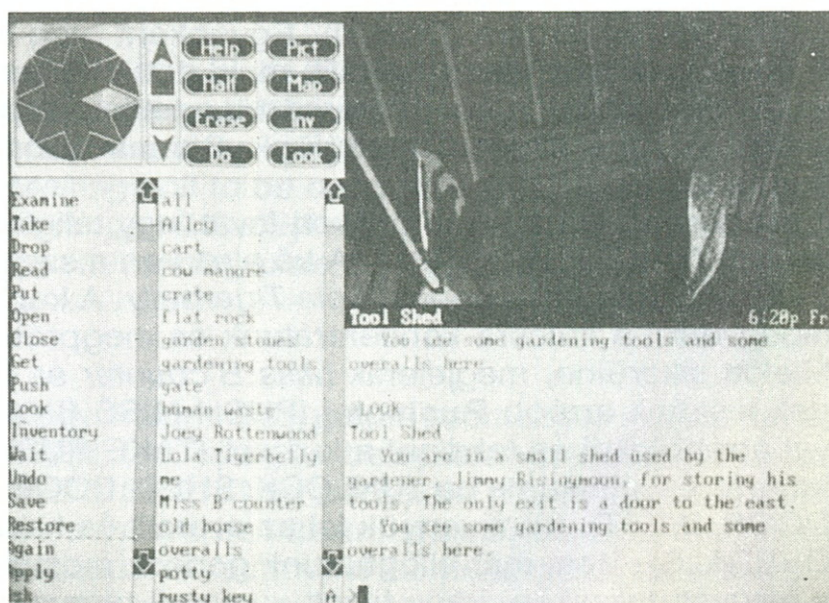 Help Pict
Half Map
Erase Inv
Do Look
Examine
Take
Drop
Read
Put
Open
Close
Get
Push
Look
Inventory
Wait
Undo
Save
Restore
Again
Apply
Ask
all
Alley
cart
cow manure
crate
flat rock
garden stones
gardening tools
gate
human waste
Joey Rottenwood
Lola Tigerbelly
me
Miss B'counter
old horse
overalls
potty
rusty key
Tool Shed 6:20p Fr
You see some gardening tools and some
overalls here.
>LOOK
Tool Shed
You are in a small shed used by the
gardener, Jimmy Risingmoon, for storing his
tools. The only exit is a door to the east.
You see some gardening tools and some
overalls here.
>